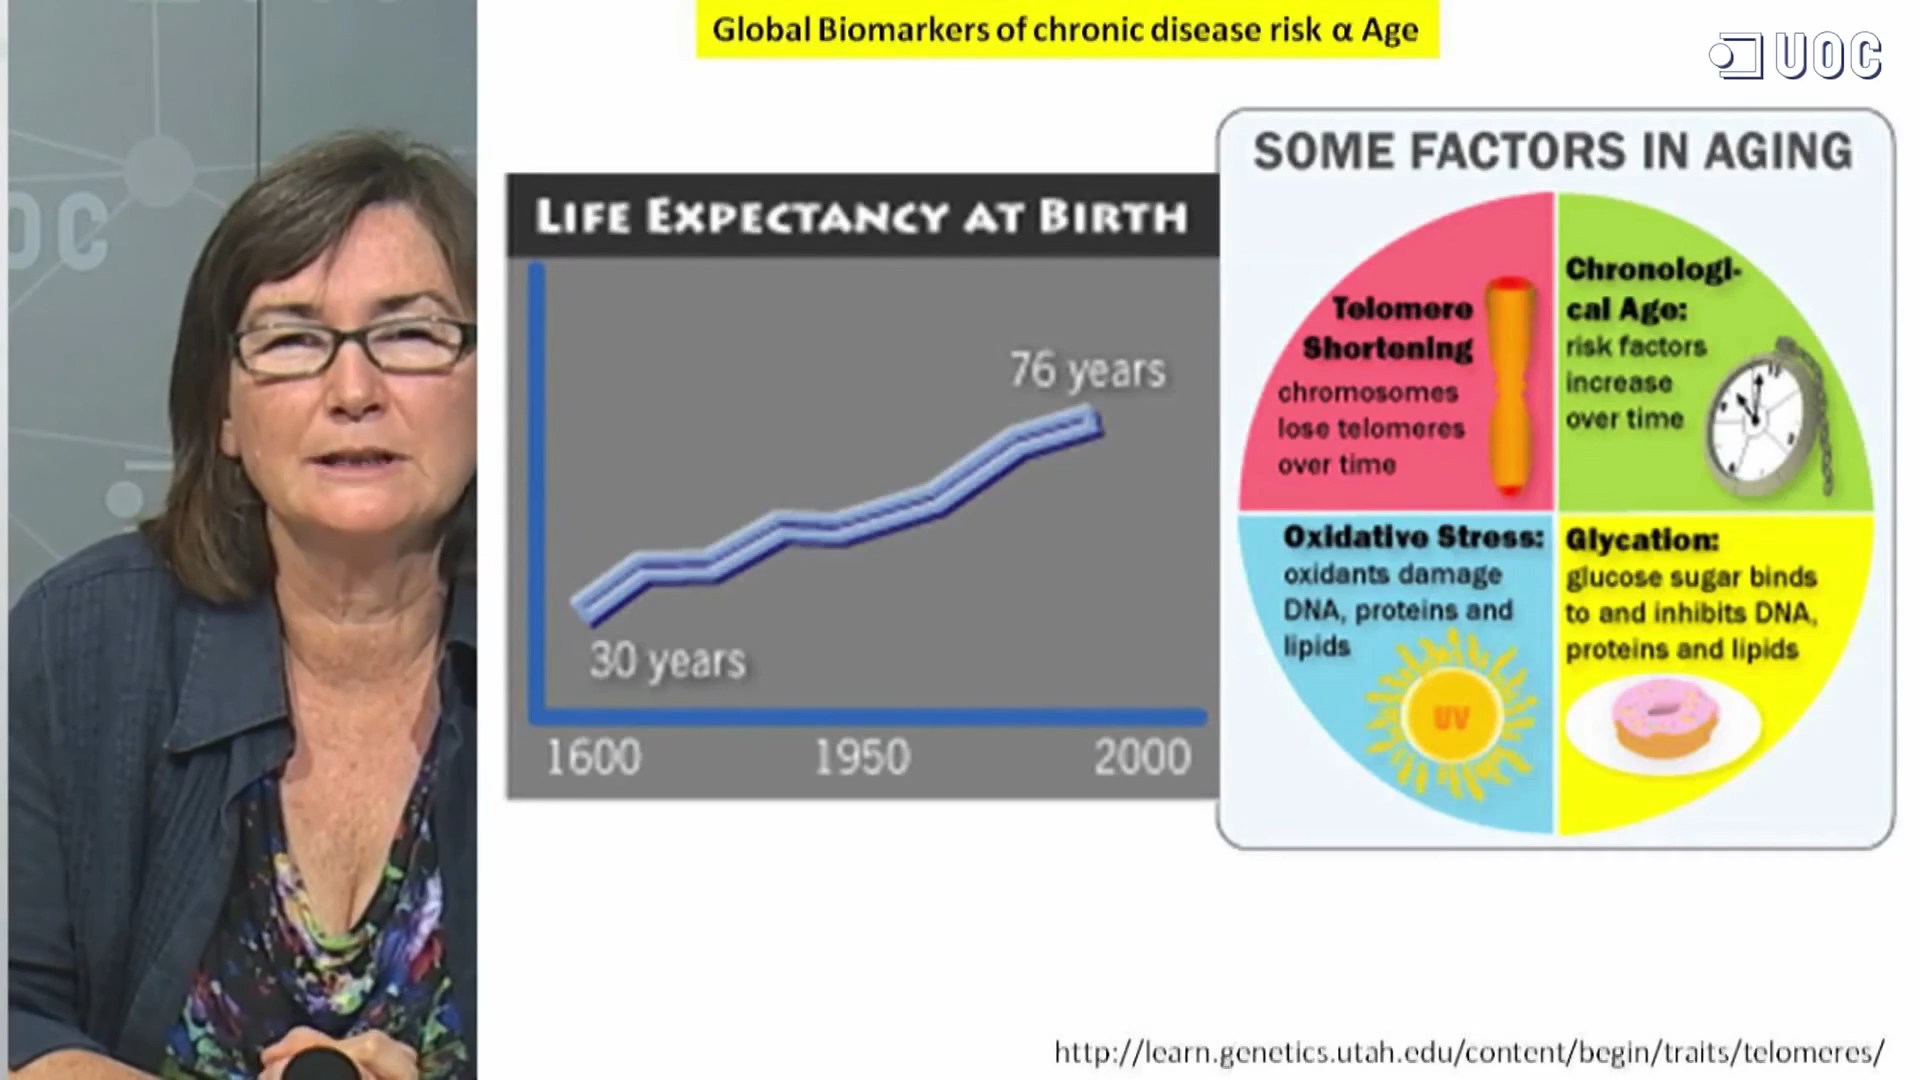 Global Biomarkers of chronic disease risk α Age
UOC
OC
LIFE EXPECTANCY AT BIRTH
76 years
30 years
1600 1950 2000
SOME FACTORS IN AGING
Telomere
Shortening
chromosomes
lose telomeres
over time
Chronologi-
cal Age:
risk factors
increase
over time
Oxidative Stress:
oxidants damage
DNA, proteins and
lipids
UV
Glycation:
glucose sugar binds
to and inhibits DNA,
proteins and lipids
http://learn.genetics.utah.edu/content/begin/traits/telomeres/